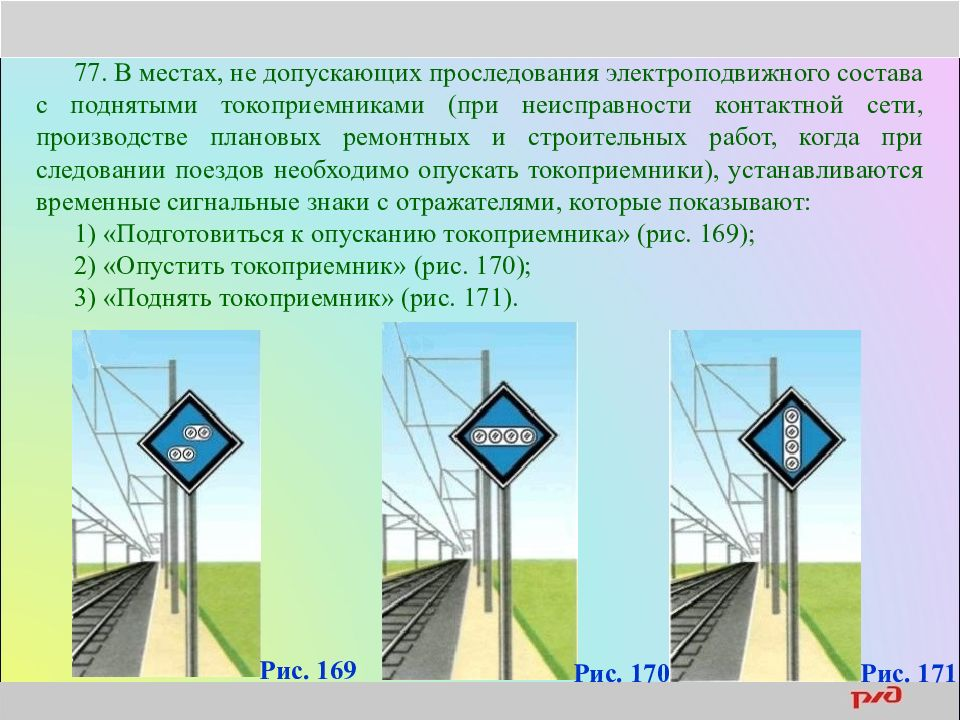 77. В местах, не допускающих проследования электроподвижного состава
с поднятыми токоприемниками (при неисправности контактной сети,
производстве плановых ремонтных и строительных работ, когда при
следовании поездов необходимо опускать токоприемники), устанавливаются
временные сигнальные знаки с отражателями, которые показывают:
1) «Подготовиться к опусканию токоприемника» (рис. 169);
2) «Опустить токоприемник» (рис. 170);
3) «Поднять токоприемник» (рис. 171).
Рис. 169
Рис. 170
Рис. 171
ржд